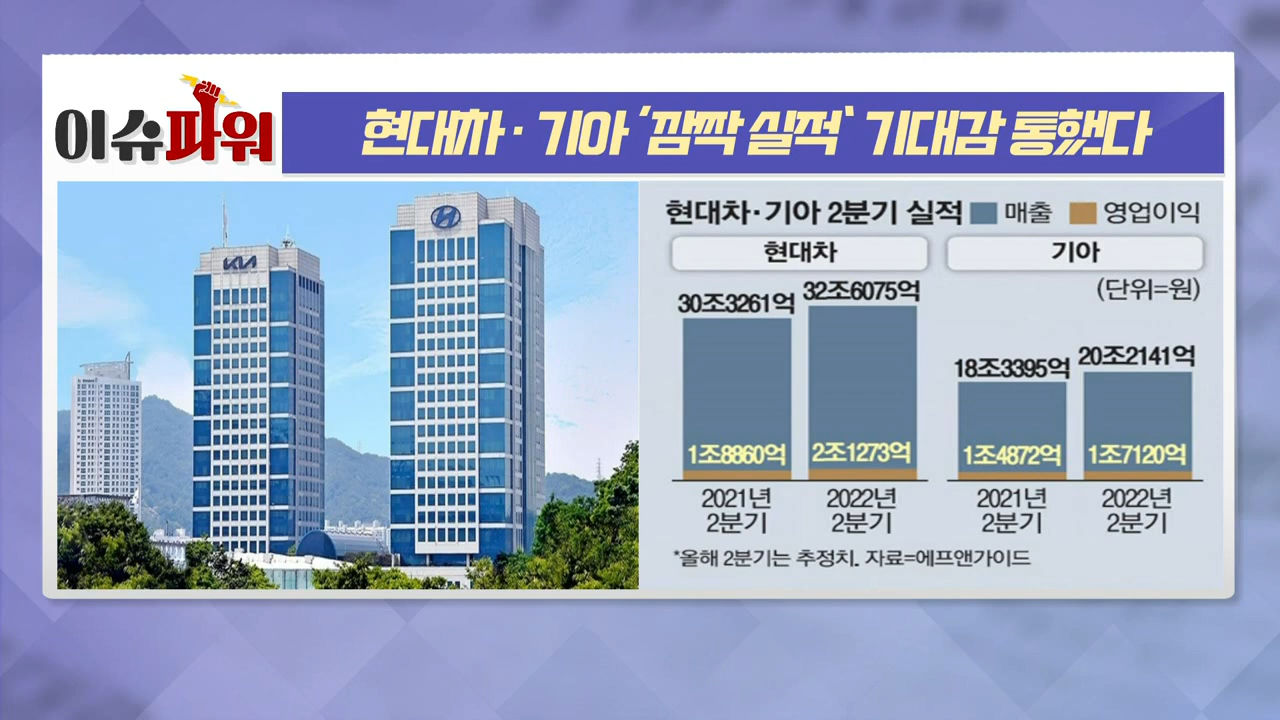 이슈파워
현대차·기아 '깜짝 실적' 기대감 통했다
KIA
현대차·기아 2분기 실적 매출 영업이익
현대차 기아
(단위=원)
30조3261억 32조6075억 18조3395억 20조2141억
1조8860억 2조1273억 1조4872억 1조7120억
2021년 2022년 2021년 2022년
2분기 2분기 2분기 2분기
*올해 2분기는 추정치. 자료=에프앤가이드